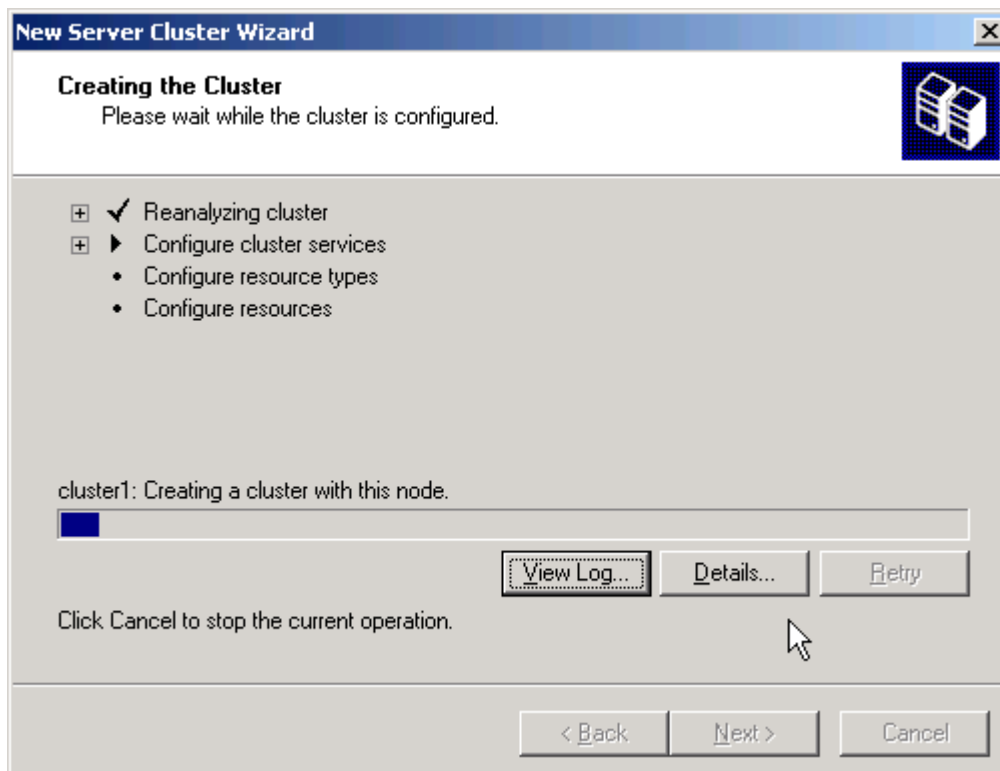 New Server Cluster Wizard
Creating the Cluster
Please wait while the cluster is configured.
Reanalyzing cluster
Configure cluster services
Configure resource types
Configure resources
cluster1: Creating a cluster with this node.
View Log... Details... Retry
Click Cancel to stop the current operation.
< Back Next > Cancel